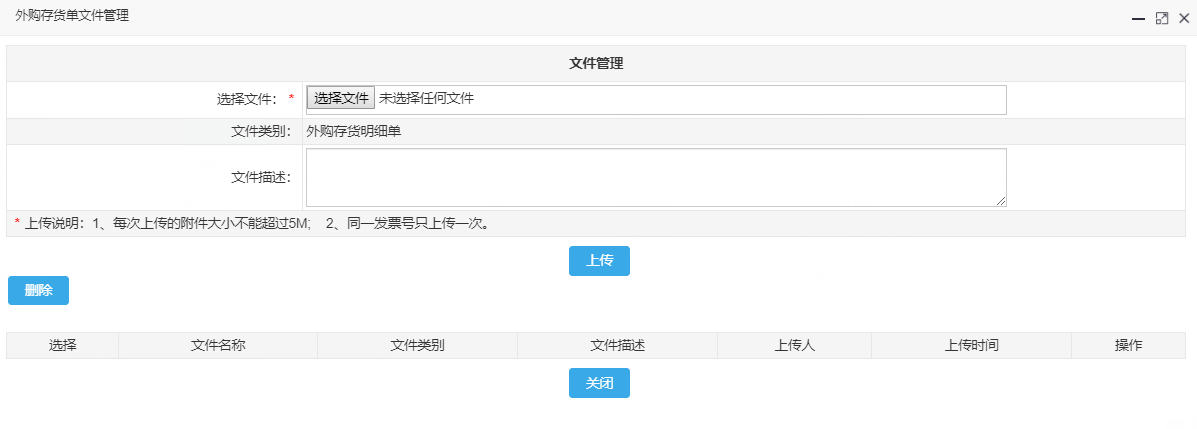 外购存货单文件管理
文件管理
选择文件： * 选择文件 未选择任何文件
文件类别： 外购存货明细单
文件描述：
* 上传说明：1、每次上传的附件大小不能超过5M; 2、同一发票号只上传一次。
上传
删除
选择 文件名称 文件类别 文件描述 上传人 上传时间 操作
关闭